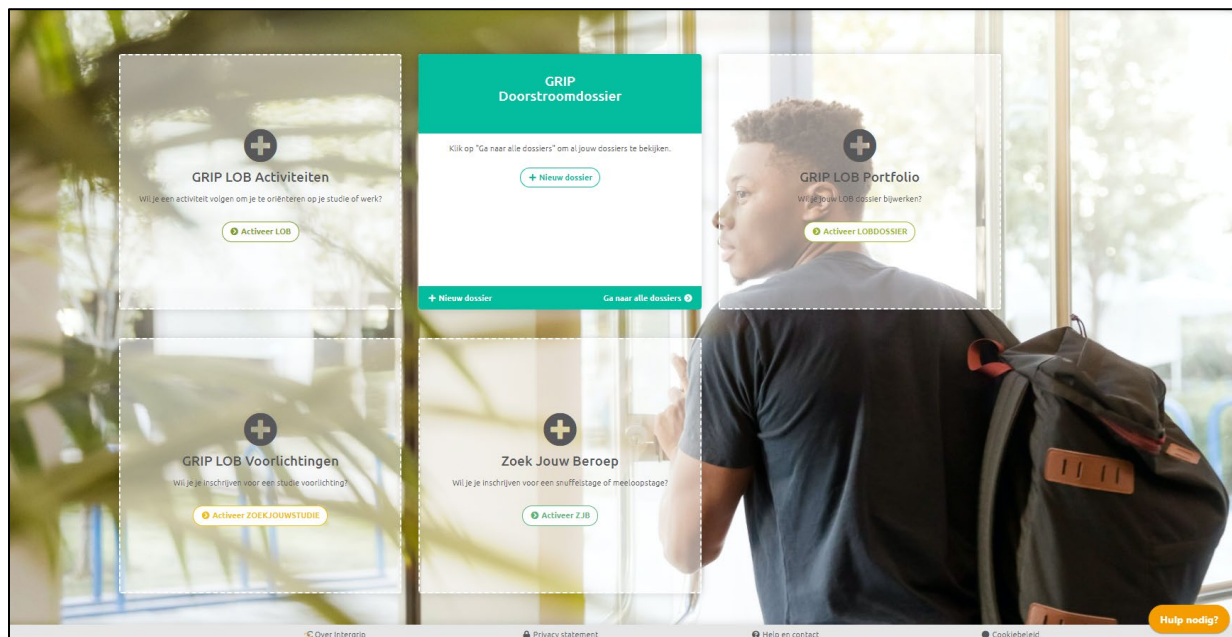 GRIP
Doorstroomdossier
Klik op "Ga naar alle dossiers" om al jouw dossiers te bekijken.
+ Nieuw dossier
+ Nieuw dossier
Ga naar alle dossiers
GRIP LOB Activiteiten
Wil je een activiteit volgen om je te oriënteren op je studie of werk?
Activeer LOB
GRIP LOB Portfolio
Wil je jouw LOB dossier bijwerken?
Activeer LOBDOSSIER
GRIP LOB Voorlichtingen
Wil je je inschrijven voor een studie voorlichting?
Activeer ZOEKJOUWSTUDIE
Zoek Jouw Beroep
Wil je je inschrijven voor een snuffelstage of meeloopstage?
Activeer ZJB
Hulp nodig?
Over Intergrip
Privacy statement
Help en contact
Cookiebeleid